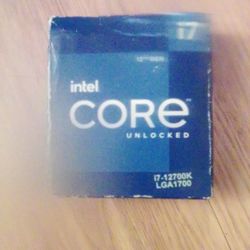 i7
12TH GEN
intel
CORE
UNLOCKED
i7-12700K
LGA1700